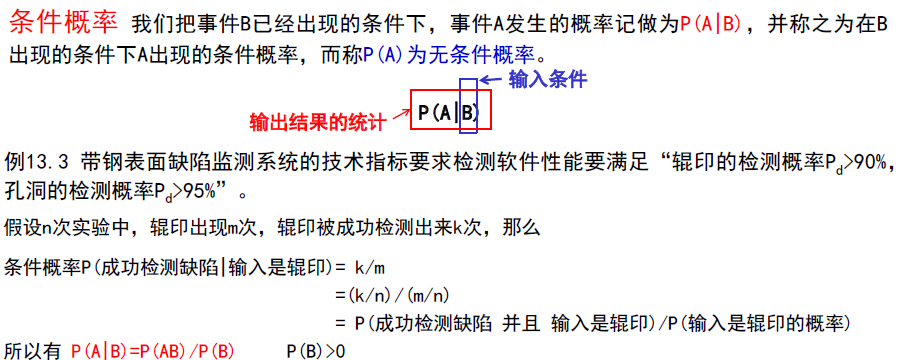 条件概率 我们把事件B已经出现的条件下，事件A发生的概率记做为P(A|B)，并称之为在B
出现的条件下A出现的条件概率，而称P(A)为无条件概率。
输入条件
P(A|B)
输出结果的统计
例13.3 带钢表面缺陷监测系统的技术指标要求检测软件性能要满足“辊印的检测概率Pd>90%，
孔洞的检测概率Pd>95%”。
假设n次实验中，辊印出现m次，辊印被成功检测出来k次，那么
条件概率P(成功检测缺陷|输入是辊印)= k/m
=(k/n)/(m/n)
= P(成功检测缺陷 并且 输入是辊印)/P(输入是辊印的概率)
所以有 P(A|B)=P(AB)/P(B) P(B)>0